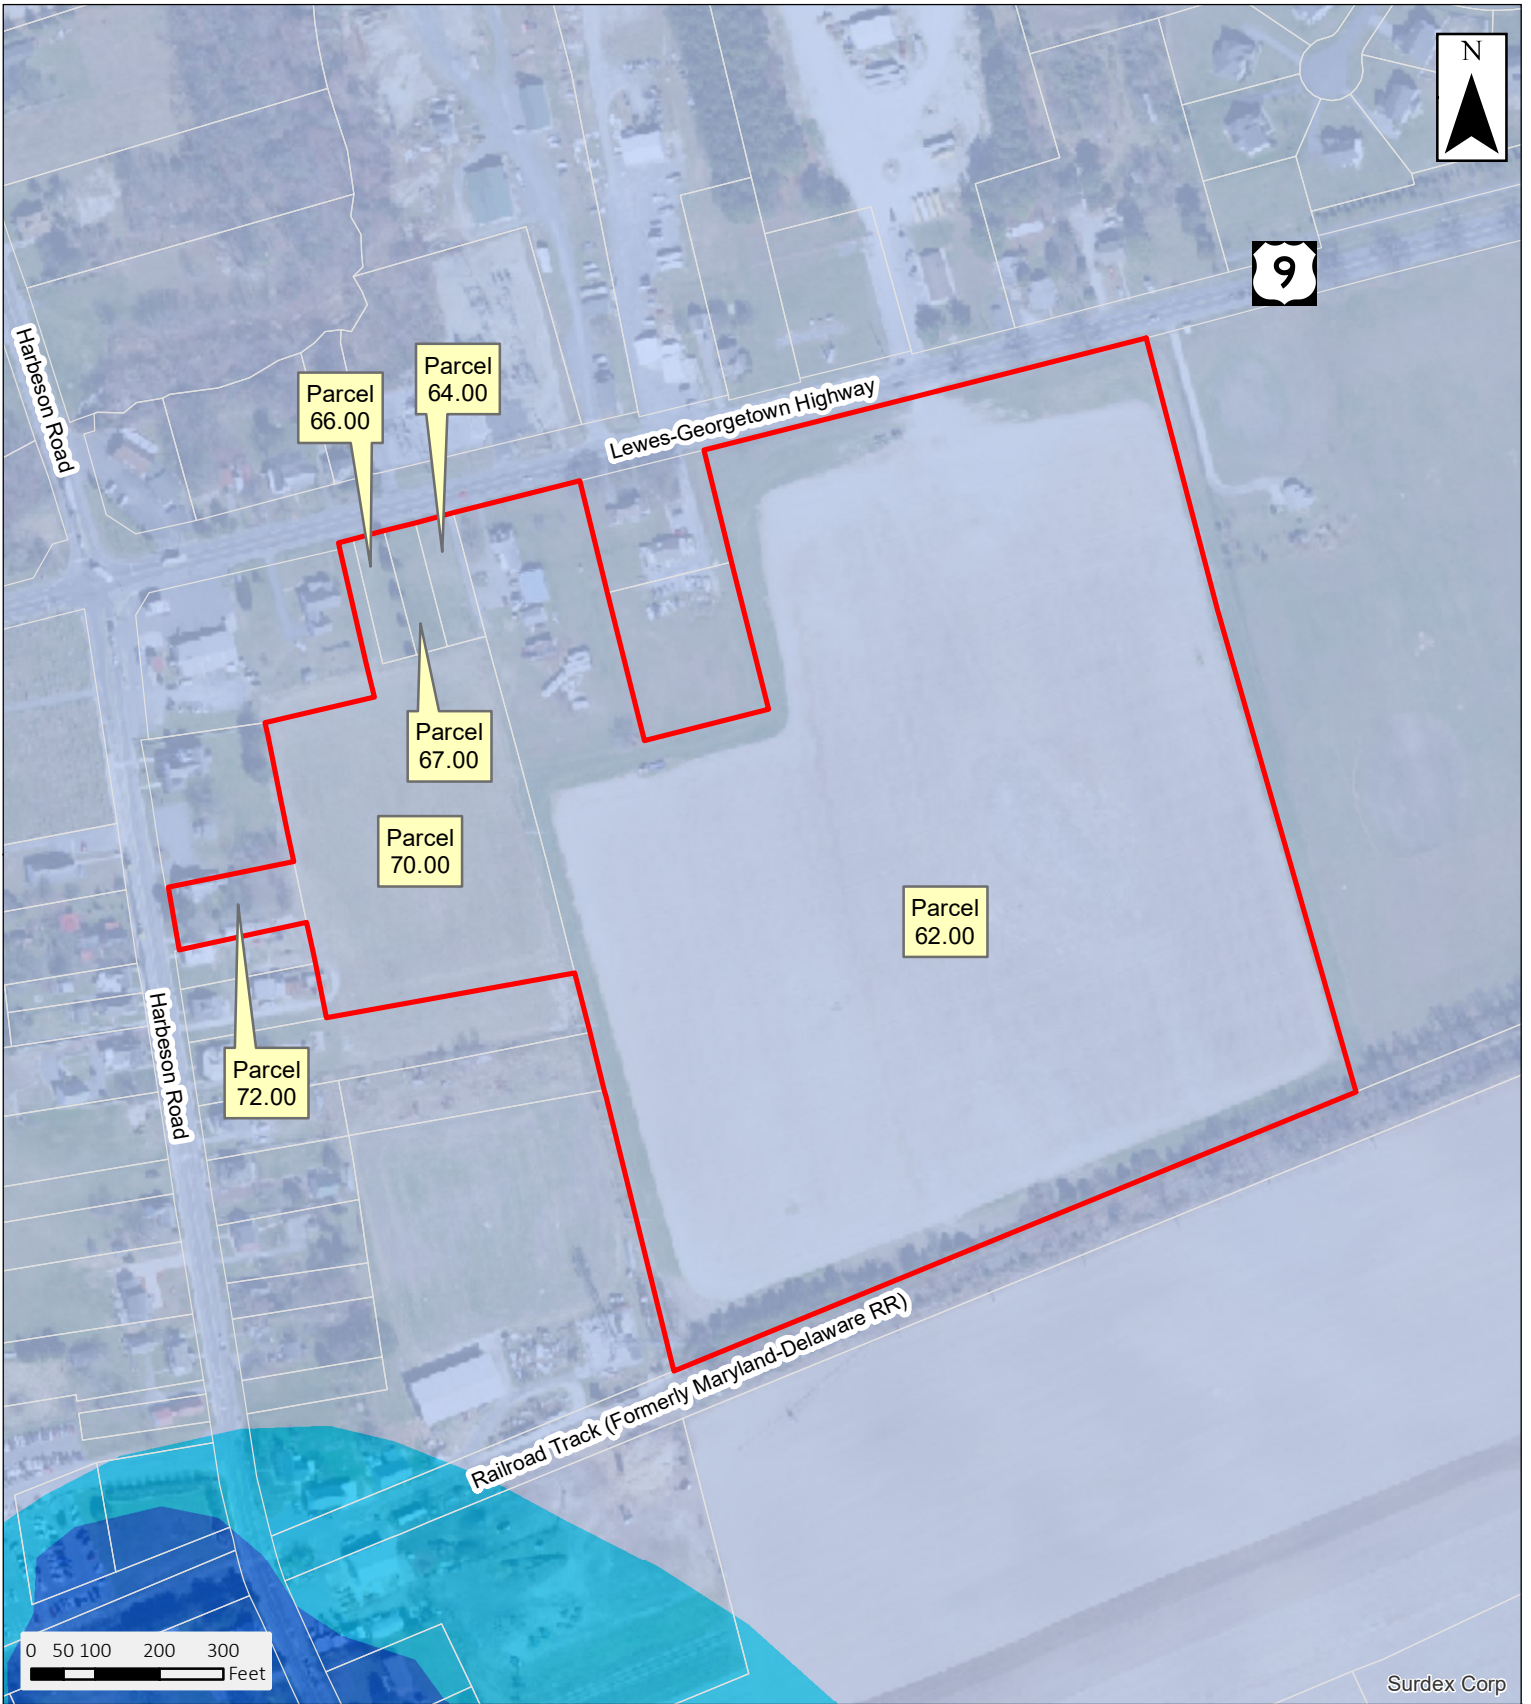 N
9
Harbeson Road
Parcel
64.00
Parcel
66.00
Lewes-Georgetown Highway
Parcel
67.00
Parcel
70.00
Parcel
62.00
Harbeson Road
Parcel
72.00
Railroad Track (Formerly Maryland-Delaware RR)
0 50 100 200 300
Feet
Surdex Corp